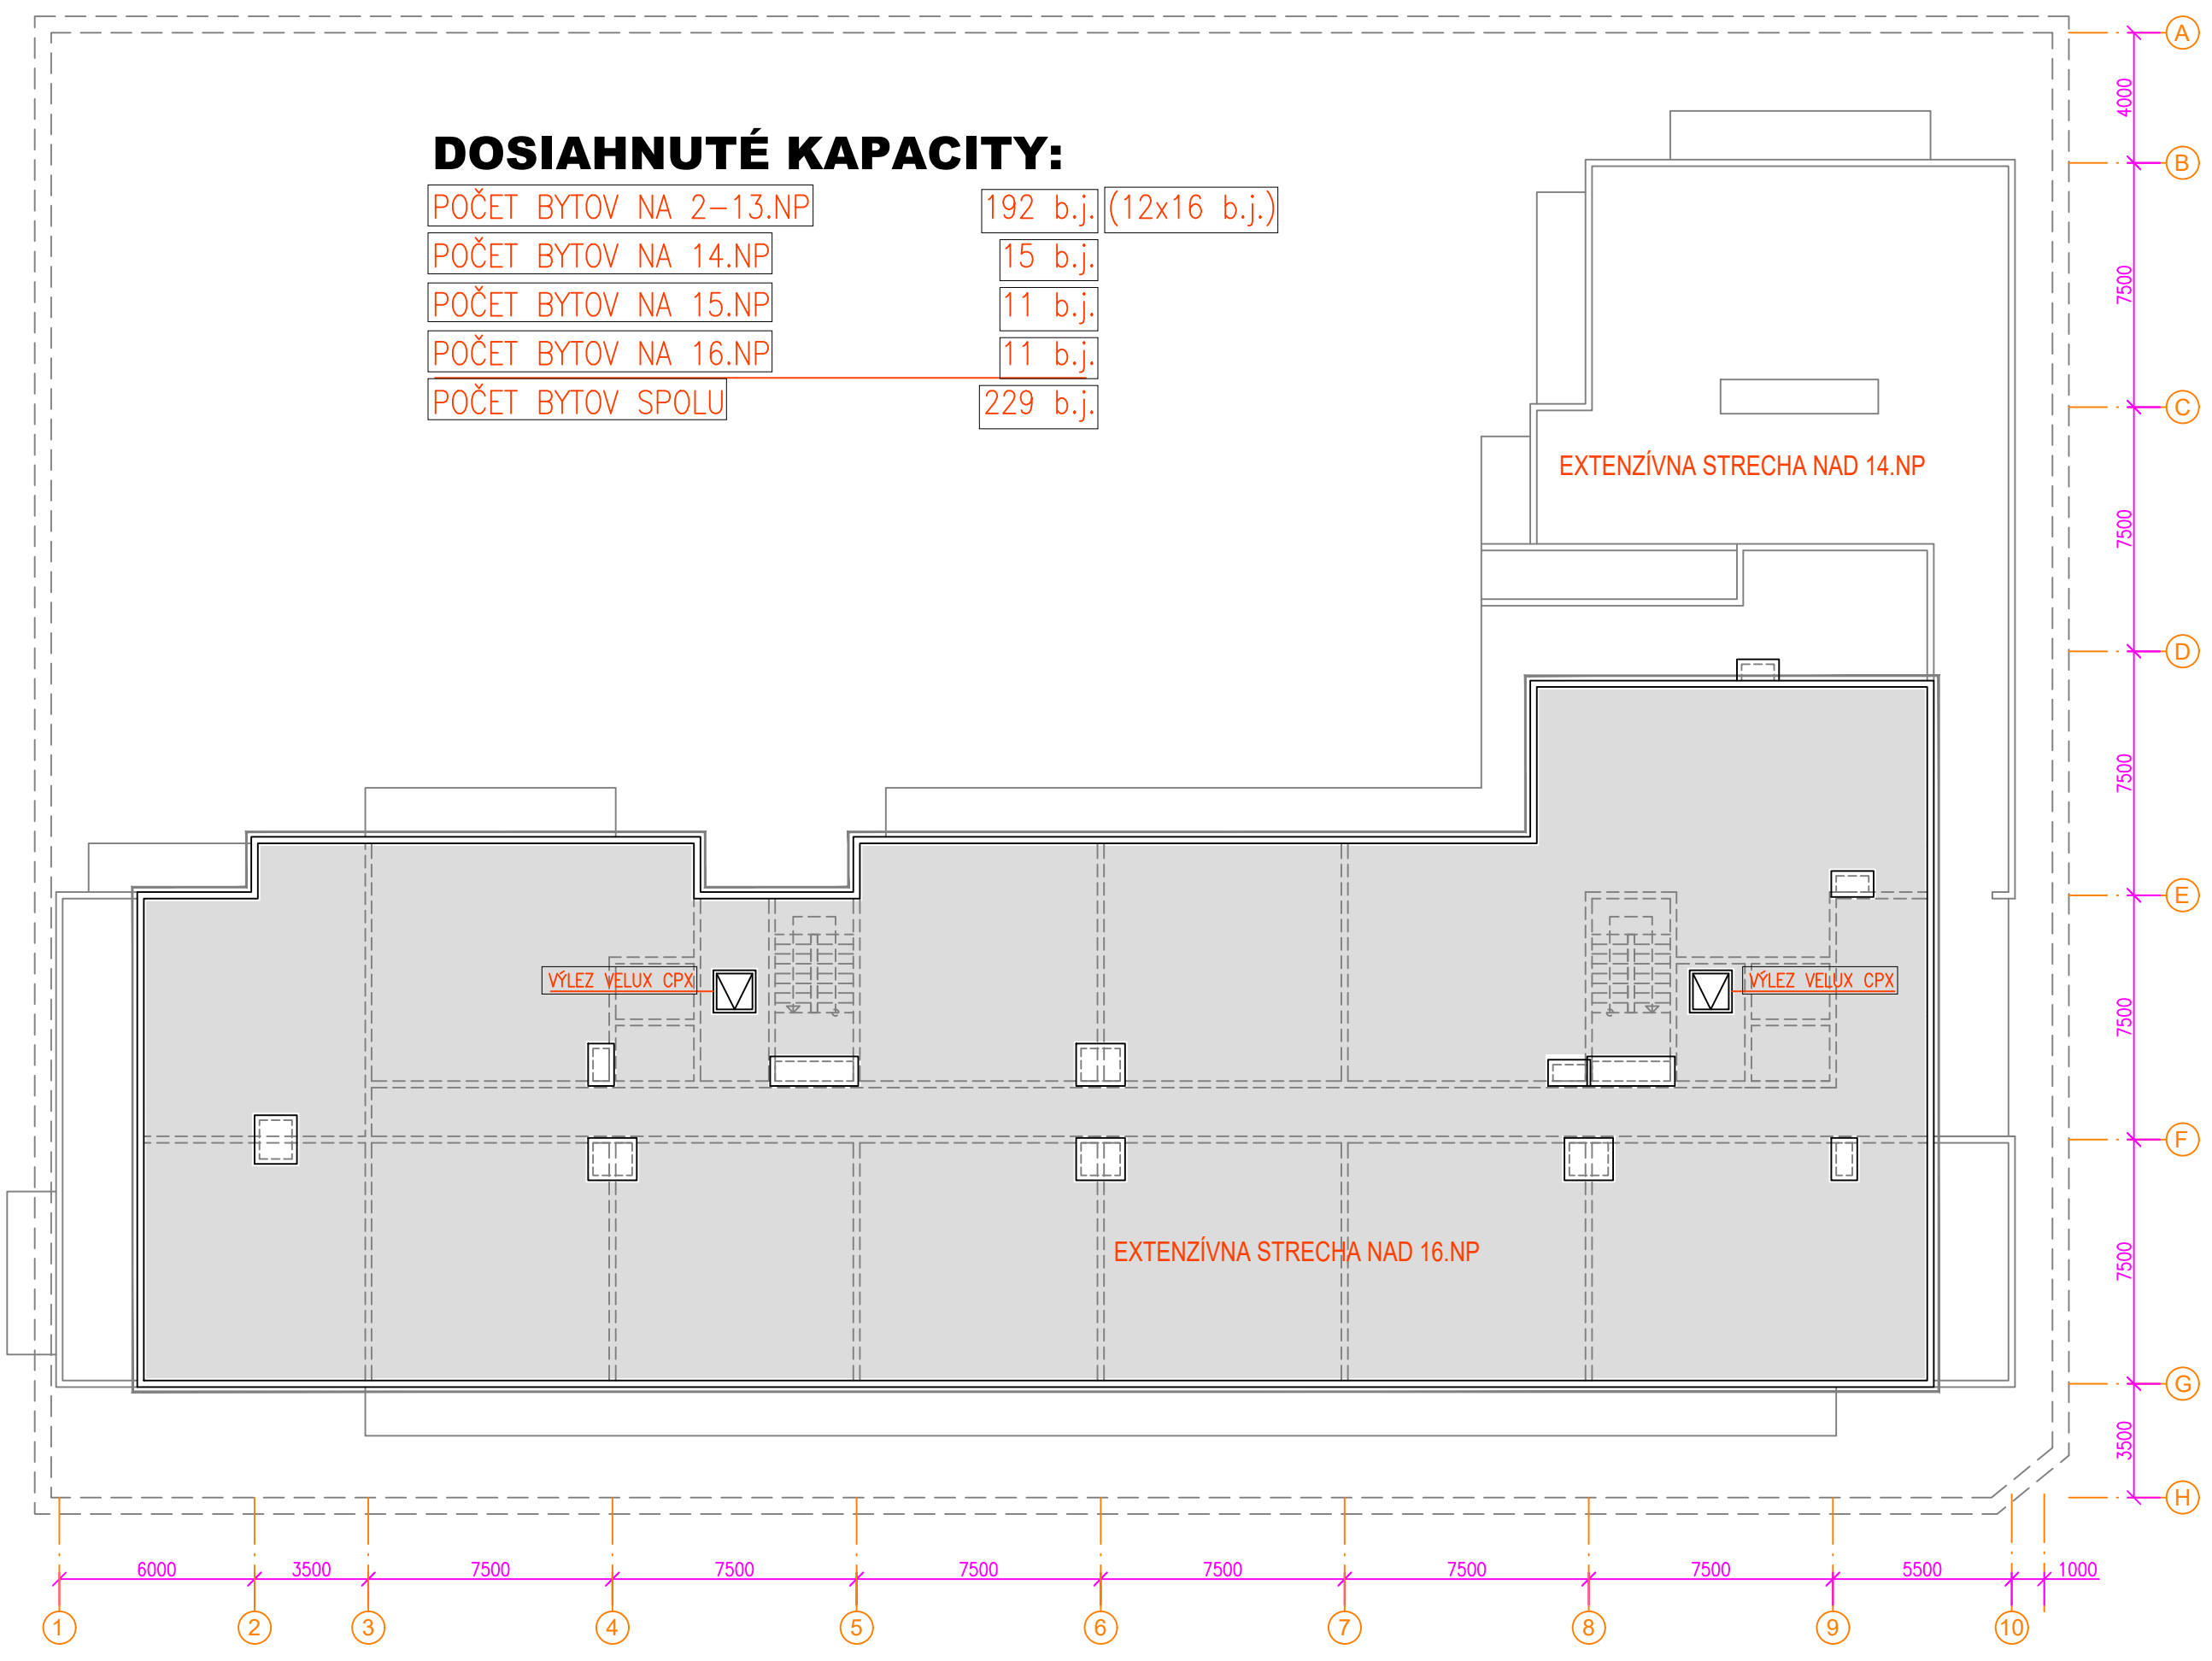 DOSIAHNUTÉ KAPACITY:
POČET BYTOV NA 2-13.NP 192 b.j. (12x16 b.j.)
POČET BYTOV NA 14.NP 15 b.j.
POČET BYTOV NA 15.NP 11 b.j.
POČET BYTOV NA 16.NP 11 b.j.
POČET BYTOV SPOLU 229 b.j.
EXTENZÍVNA STRECHA NAD 14.NP
VÝLEZ VELUX CPX
VÝLEZ VELUX CPX
EXTENZÍVNA STRECHA NAD 16.NP
A
4000
B
7500
C
7500
D
7500
E
7500
F
7500
G
3500
H
6000 3500 7500 7500 7500 7500 7500 7500 5500 1000
1 2 3 4 5 6 7 8 9 10